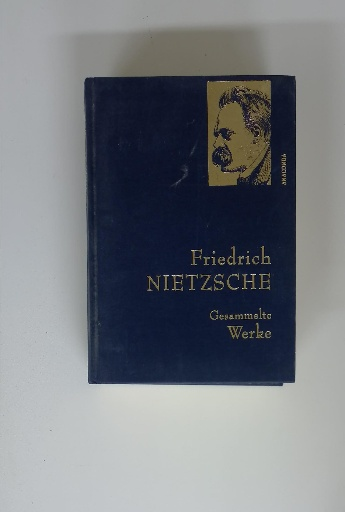 ANACONDA
Friedrich
NIETZSCHE
Gesammelte
Werke